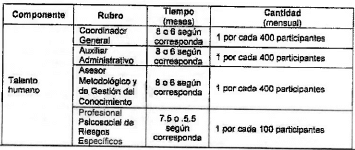 Componente Rubro Tiempo (meses) Cantidad (mensual)
Talento humano
Coordinador General
8 o 6 según corresponda
1 por cada 400 participantes
Auxiliar Administrativo
8 o 6 según corresponda
1 por cada 400 participantes
Asesor Metodológico y de Gestión del Conocimiento
8 o 6 según corresponda
1 por cada 400 participantes
Profesional Psicosocial de Riesgos Específicos
7.5 o .5.5 según corresponda
1 por cada 100 participantes